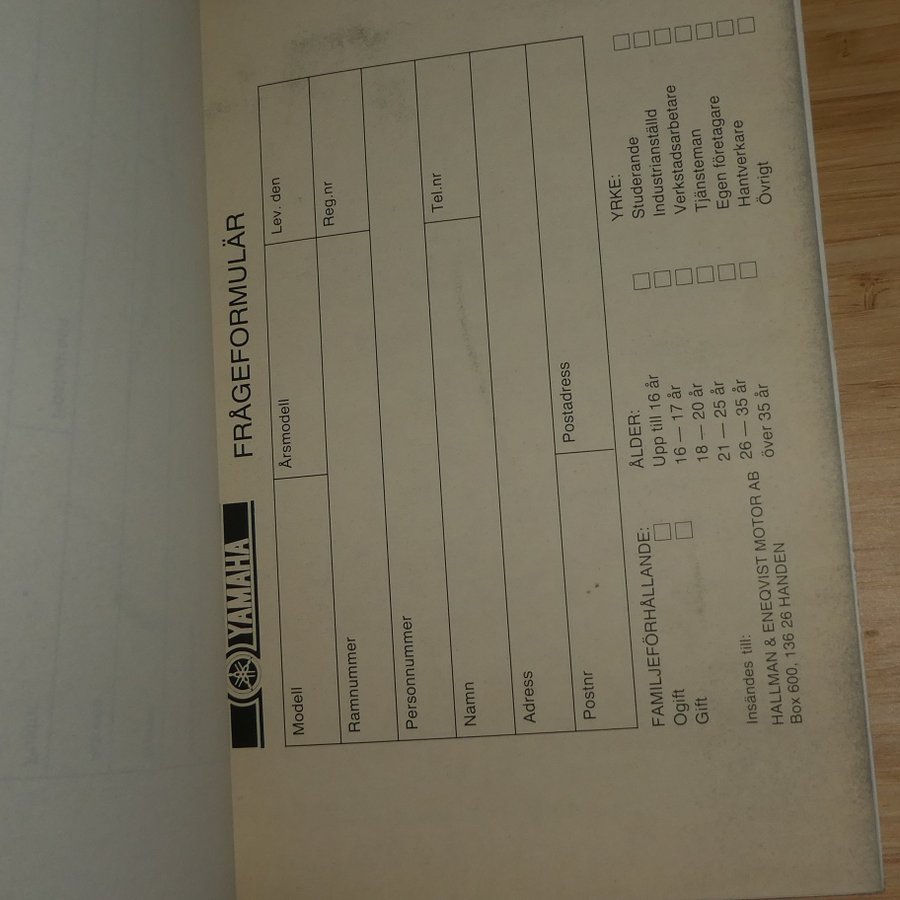 YAMAHA FRÅGEFORMULÄR
Modell Årsmodell Lev. den
Ramnummer Reg.nr
Personnummer
Namn Tel.nr
Adress
Postnr Postadress
FAMILJEFÖRHÅLLANDE:
Ogift
Gift
ÅLDER:
Upp till 16 år
16 — 17 år
18 — 20 år
21 — 25 år
26 — 35 år
över 35 år
YRKE:
Studerande
Industrianställd
Verkstadsarbetare
Tjänsteman
Egen företagare
Hantverkare
Övrigt
Insändes till:
HALLMAN & ENEQVIST MOTOR AB
Box 600, 136 26 HANDEN